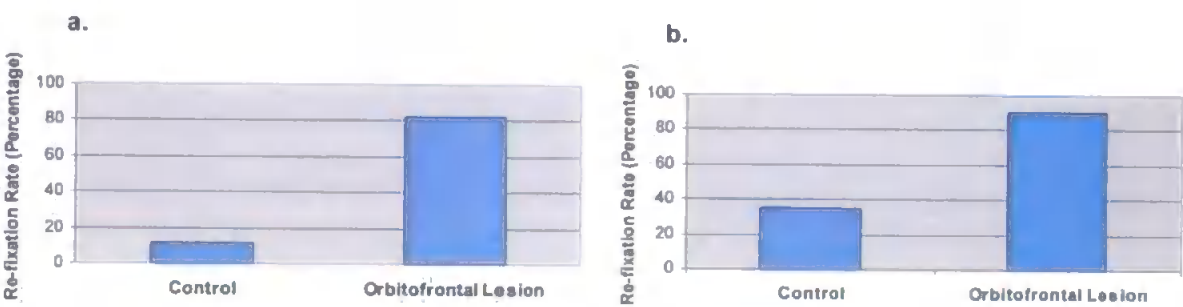 a.
Re-fixation Rate (Percentage)
100
80
60
40
20
0
Control
Orbitofrontal Lesion
b.
Re-fixation Rate (Percentage)
100
80
60
40
20
0
Control
Orbitofrontal Lesion